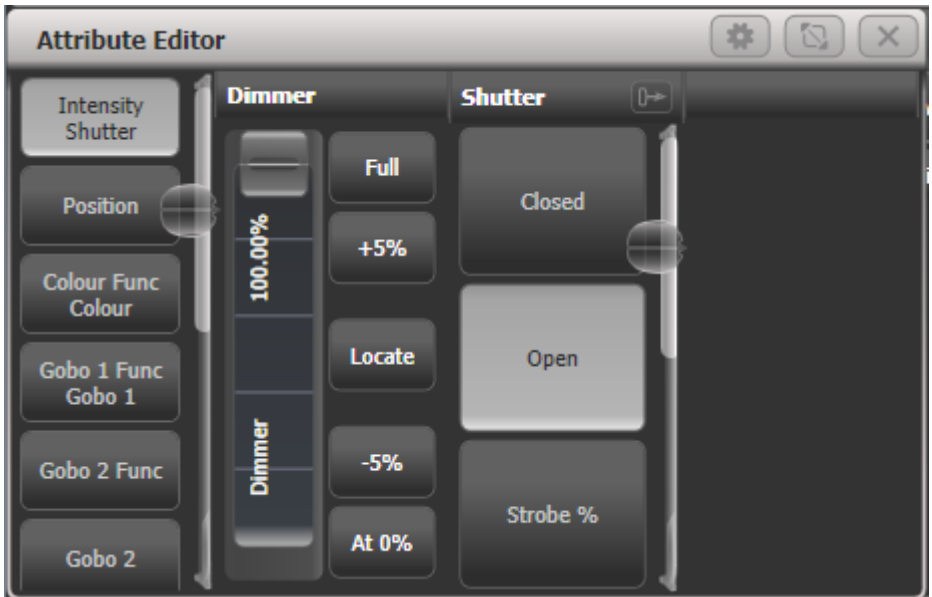 Attribute Editor
Intensity
Shutter
Position
Colour Func
Colour
Gobo 1 Func
Gobo 1
Gobo 2 Func
Gobo 2
Dimmer
100.00%
Dimmer
Full
+5%
Locate
-5%
At 0%
Shutter
Closed
Open
Strobe %